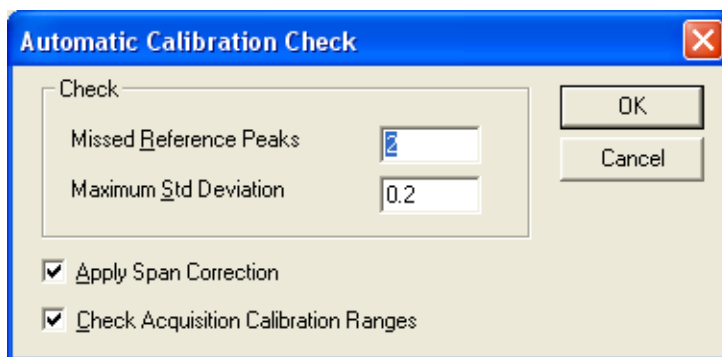 Automatic Calibration Check
Check
Missed Reference Peaks 2
Maximum Std Deviation 0.2
OK
Cancel
Apply Span Correction
Check Acquisition Calibration Ranges